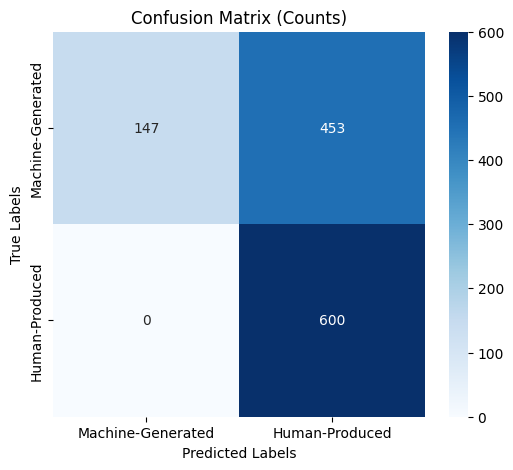 Confusion Matrix (Counts)
True Labels
Machine-Generated
Human-Produced
147 453
0 600
Machine-Generated Human-Produced
Predicted Labels
600
500
400
300
200
100
0